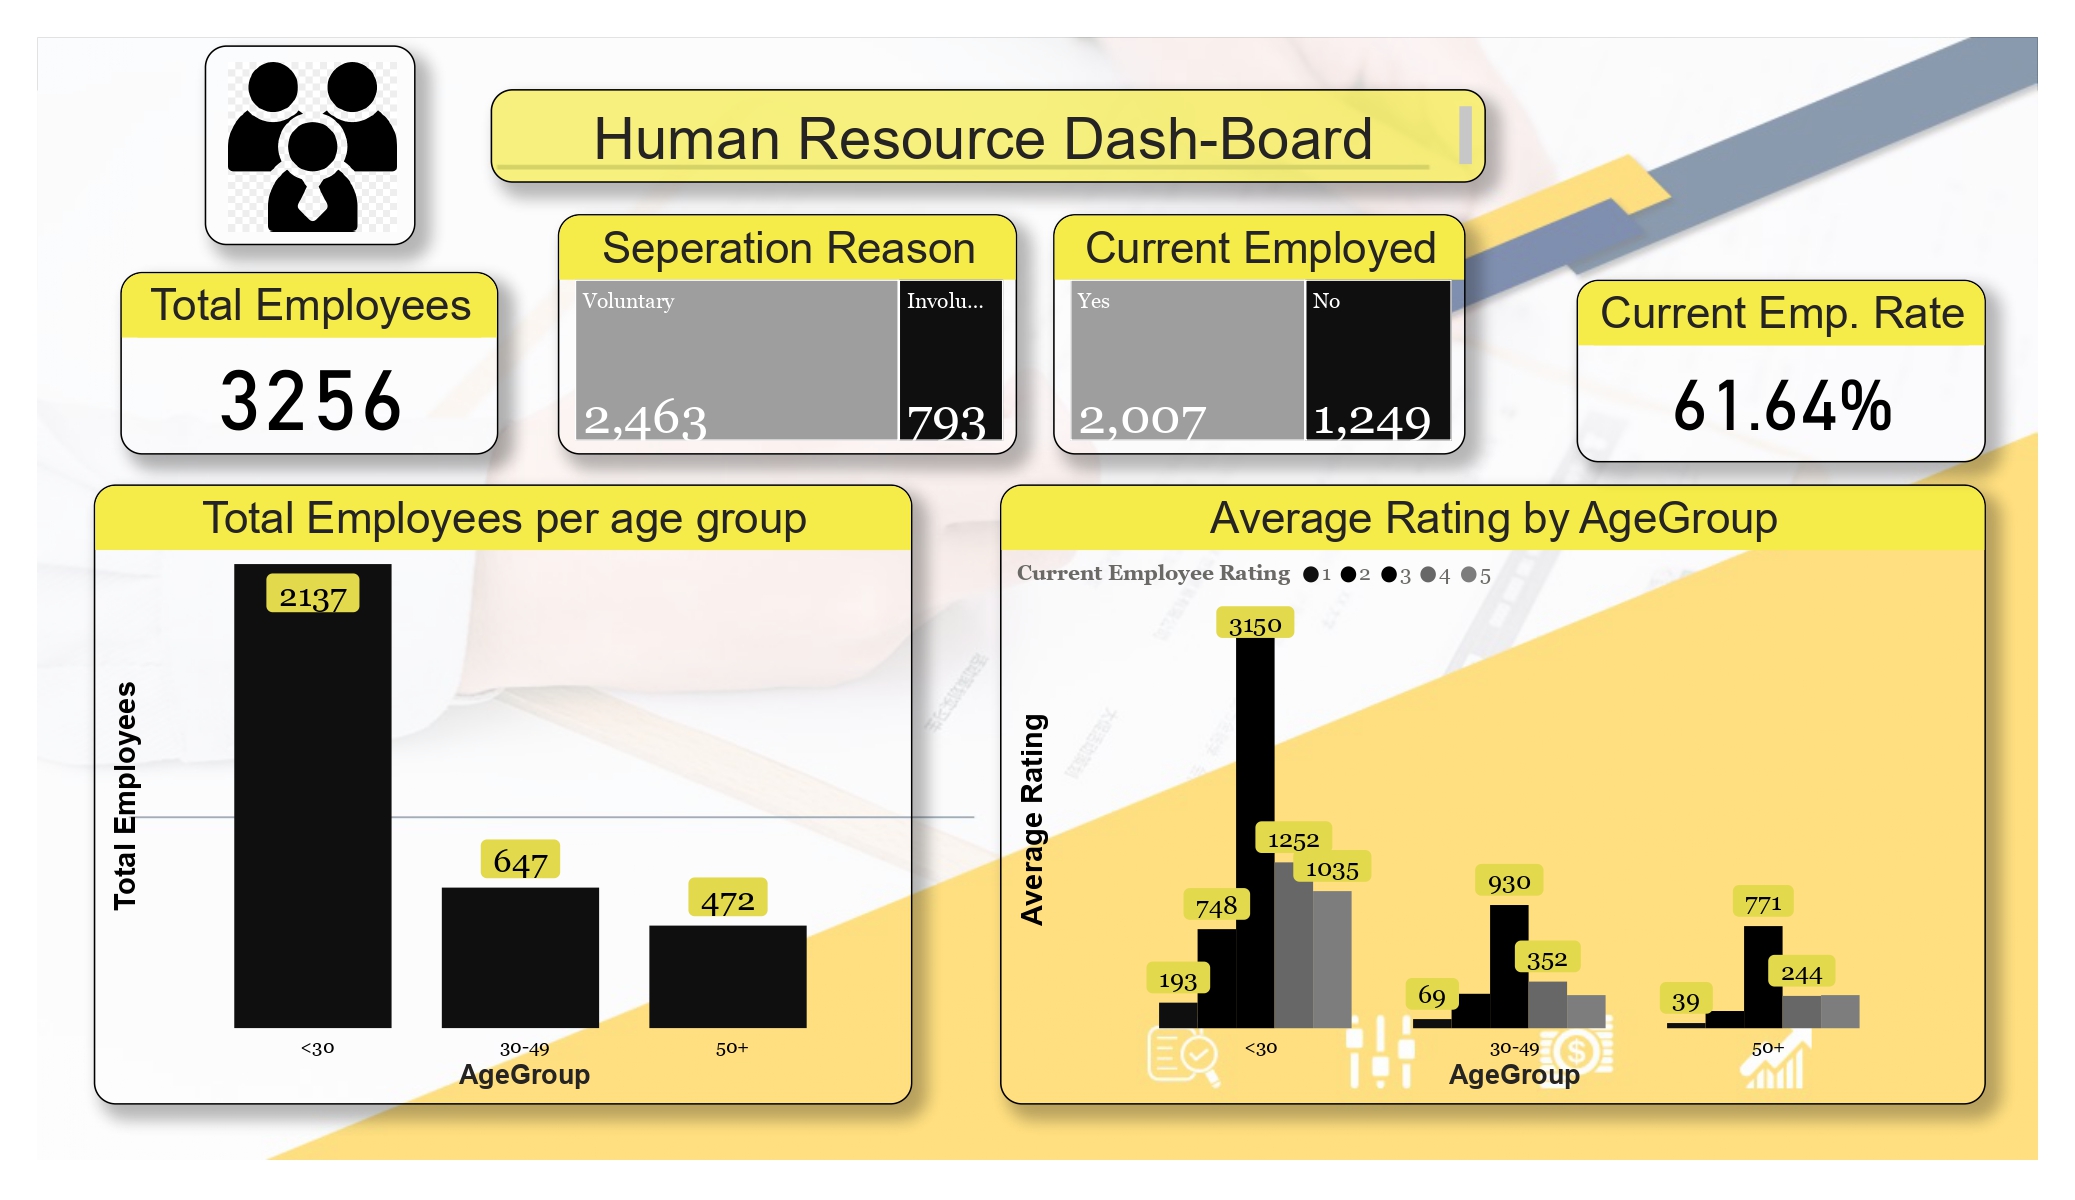 Human Resource Dash-Board
Total Employees
3256
Seperation Reason
Voluntary
Involu...
2,463
793
Current Employed
Yes
No
2,007
1,249
Current Emp. Rate
61.64%
Total Employees per age group
Total Employees
2137
647
472
<30
30-49
50+
AgeGroup
Average Rating by AgeGroup
Current Employee Rating 1 2 3 4 5
Average Rating
3150
1252
1035
748
193
930
352
69
771
244
39
<30
30-49
50+
AgeGroup